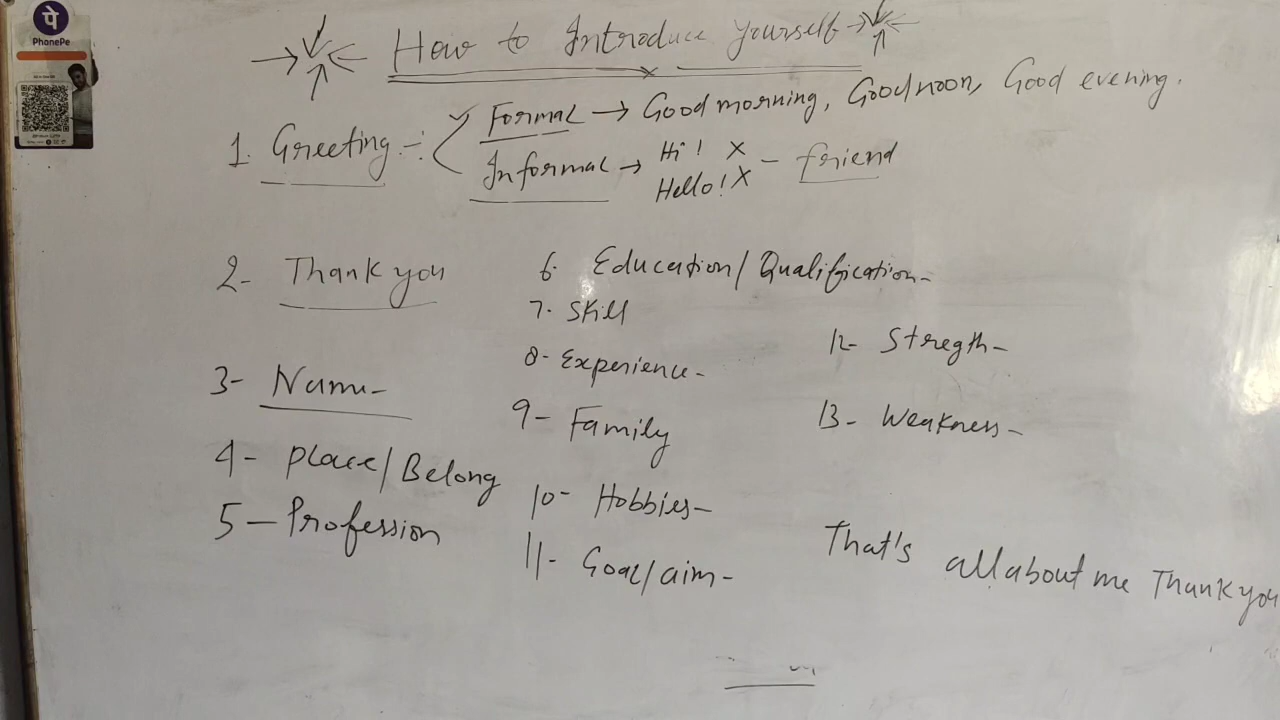 पे
PhonePe
How to Introduce Yourself
1. Greeting :-
Formal → Good morning, Good noon, Good evening.
Informal → Hi! X
Hello! X - friend
2- Thank you
3- Name-
4- Place/Belong
5- Profession
6. Education/Qualification-
7. Skill
8- Experience-
9- Family
10- Hobbies-
11- Goal/aim-
12- Stregth-
13- Weakness-
That's all about me Thank you